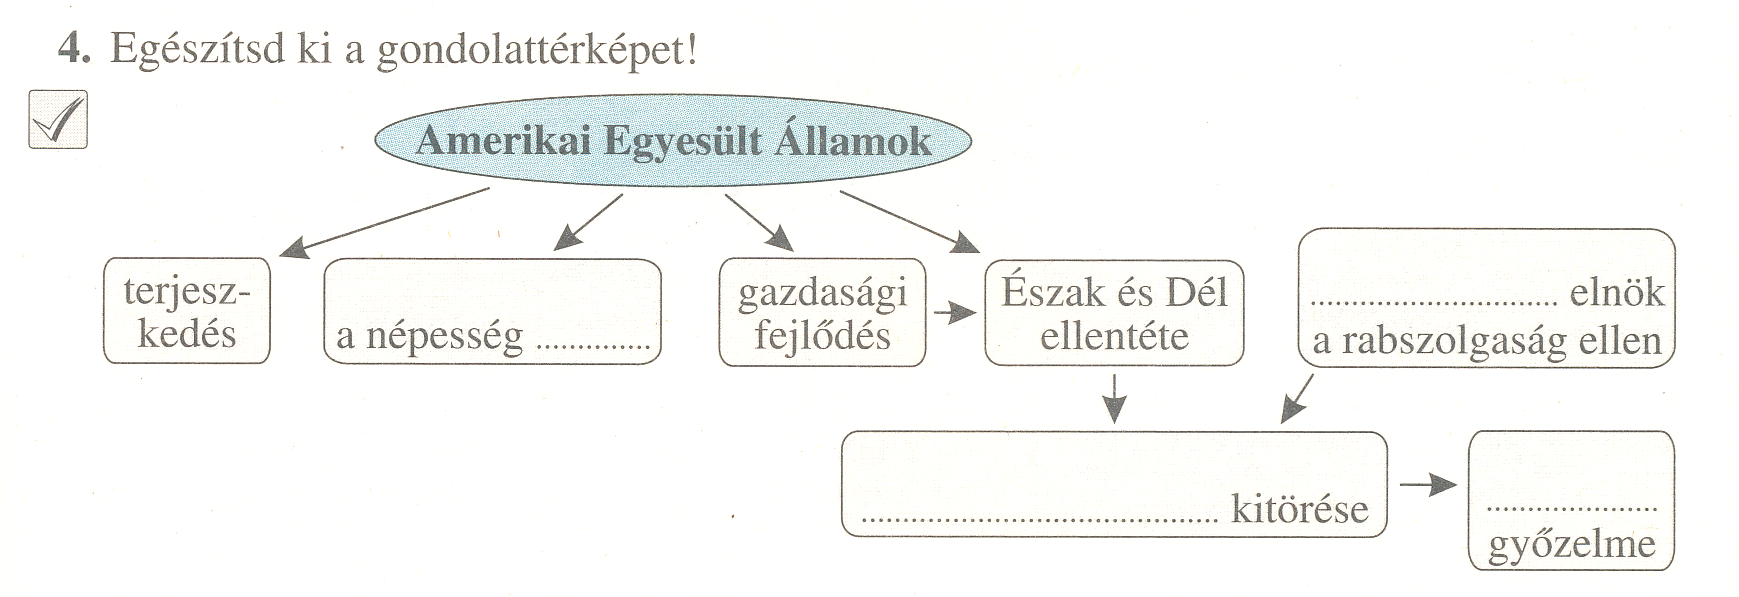 4. Egészítsd ki a gondolattérképet!
Amerikai Egyesült Államok
terjesz-
kedés
a népesség ..............
gazdasági
fejlődés
Észak és Dél
ellentéte
.............................. elnök
a rabszolgaság ellen
............................................ kitörése
.....................
győzelme